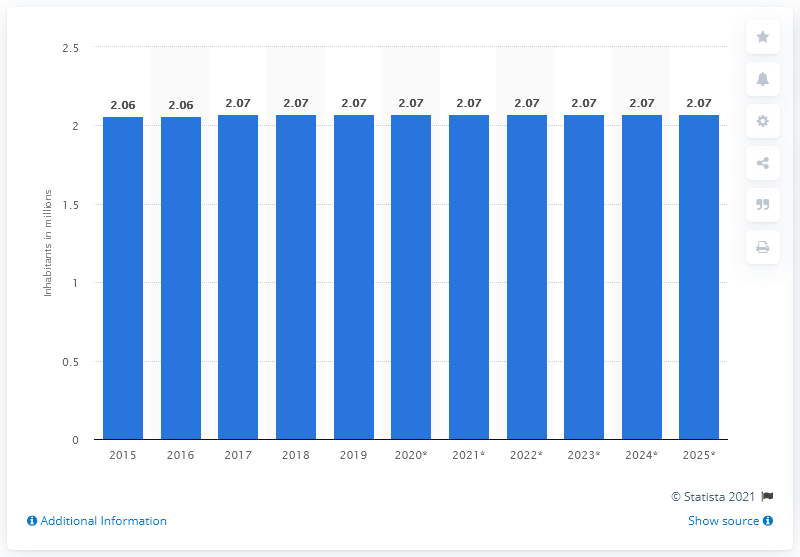 2.5
2
1.5
1
0.5
0
Inhabitants in millions
2.06 2.06 2.07 2.07 2.07 2.07 2.07 2.07 2.07 2.07 2.07
2015 2016 2017 2018 2019 2020* 2021* 2022* 2023* 2024* 2025*
© Statista 2021
Additional Information
Show source